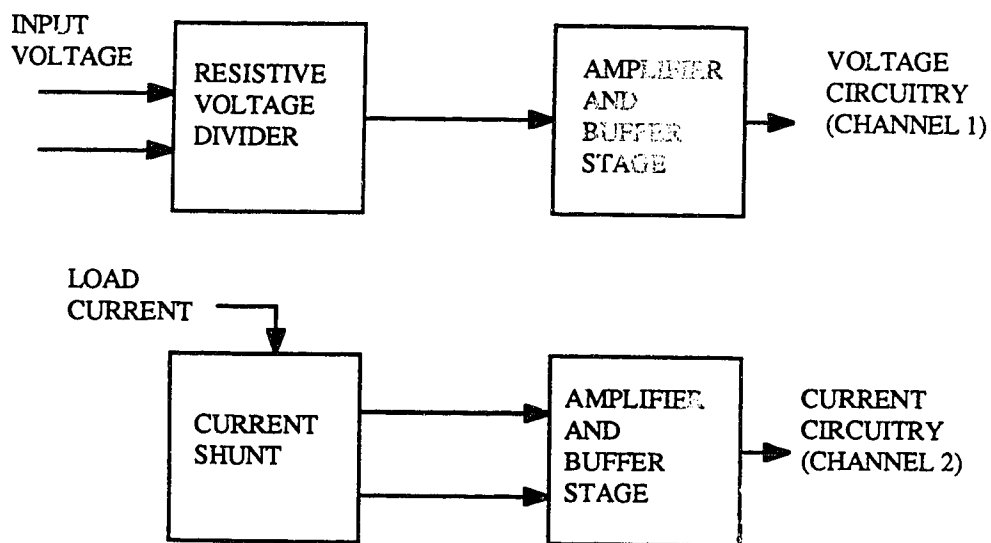 INPUT
VOLTAGE
RESISTIVE
VOLTAGE
DIVIDER
AMPLIFIER
AND
BUFFER
STAGE
VOLTAGE
CIRCUITRY
(CHANNEL 1)
LOAD
CURRENT
CURRENT
SHUNT
AMPLIFIER
AND
BUFFER
STAGE
CURRENT
CIRCUITRY
(CHANNEL 2)